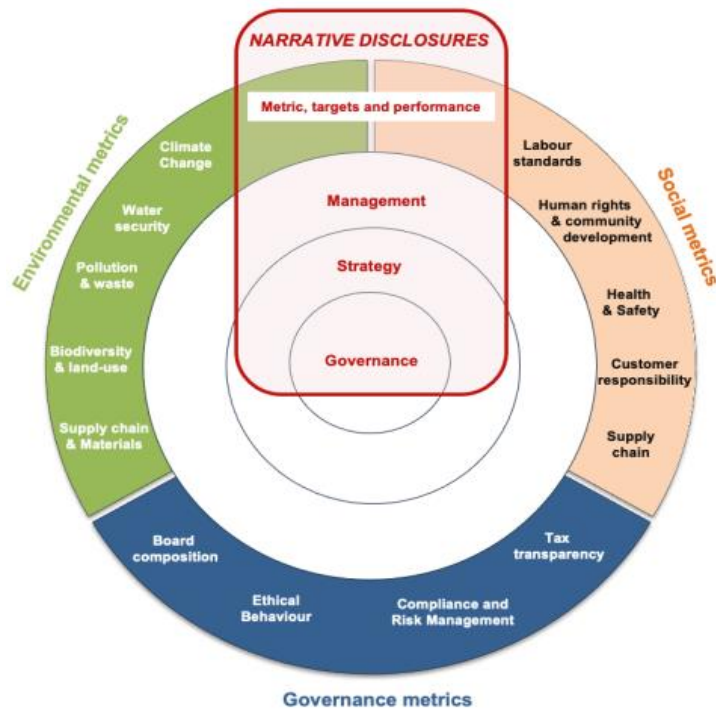 NARRATIVE DISCLOSURES
Metric, targets and performance
Management
Strategy
Governance
Environmental metrics
Climate
Change
Water
security
Pollution
& waste
Biodiversity
& land-use
Supply chain
& Materials
Social metrics
Labour
standards
Human rights
& community
development
Health
& Safety
Customer
responsibility
Supply
chain
Board
composition
Ethical
Behaviour
Compliance and
Risk Management
Tax
transparency
Governance metrics